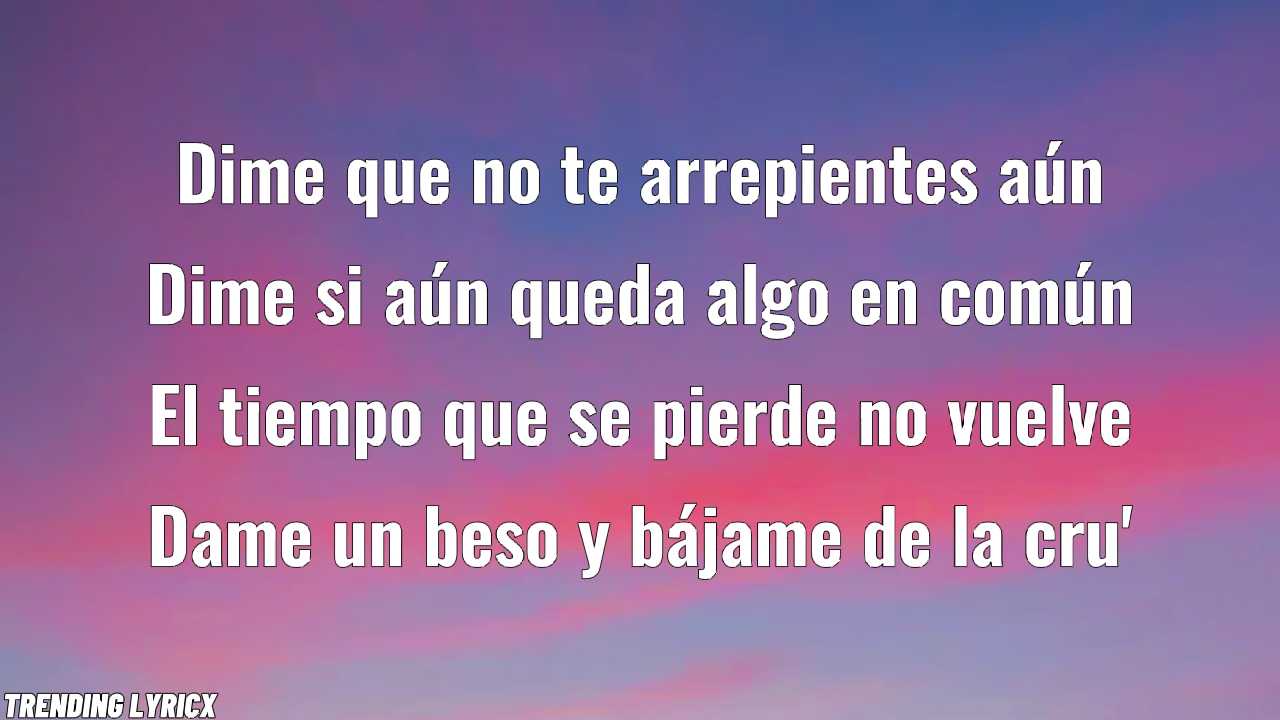 Dime que no te arrepientes aún
Dime si aún queda algo en común
El tiempo que se pierde no vuelve
Dame un beso y bájame de la cru'
TRENDING LYRICX